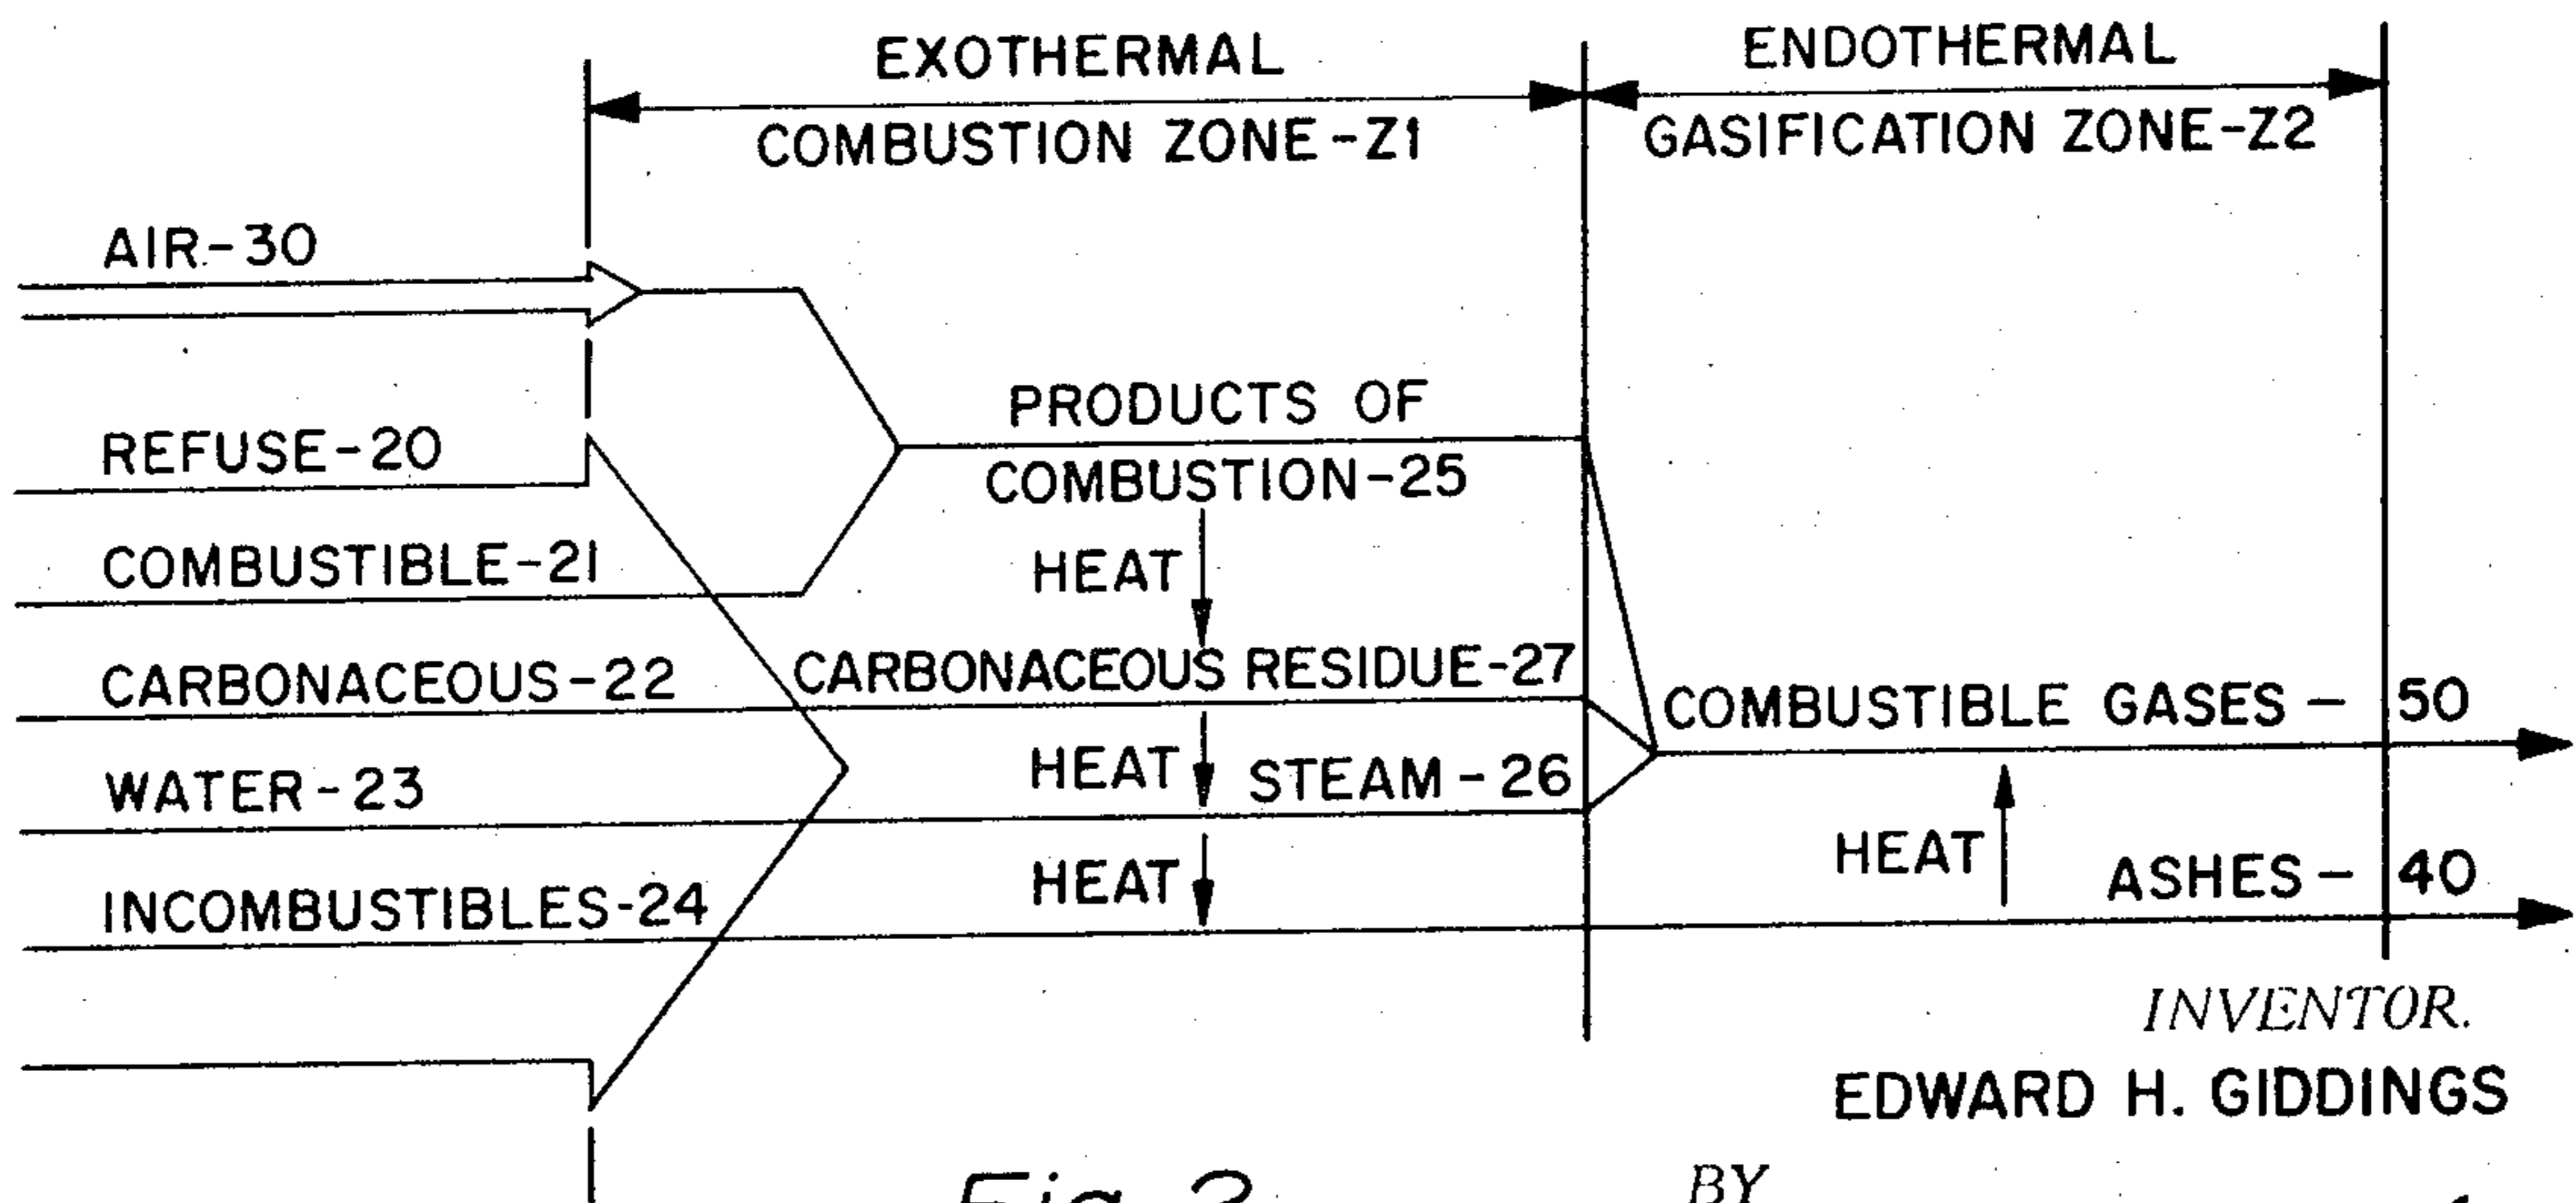 EXOTHERMAL
COMBUSTION ZONE-Z1
ENDOTHERMAL
GASIFICATION ZONE-Z2
AIR-30
REFUSE-20
COMBUSTIBLE-21
CARBONACEOUS-22
WATER-23
INCOMBUSTIBLES-24
PRODUCTS OF
COMBUSTION-25
HEAT
CARBONACEOUS RESIDUE-27
HEAT
STEAM-26
HEAT
COMBUSTIBLE GASES-50
HEAT
ASHES-40
INVENTOR.
EDWARD H. GIDDINGS
BY